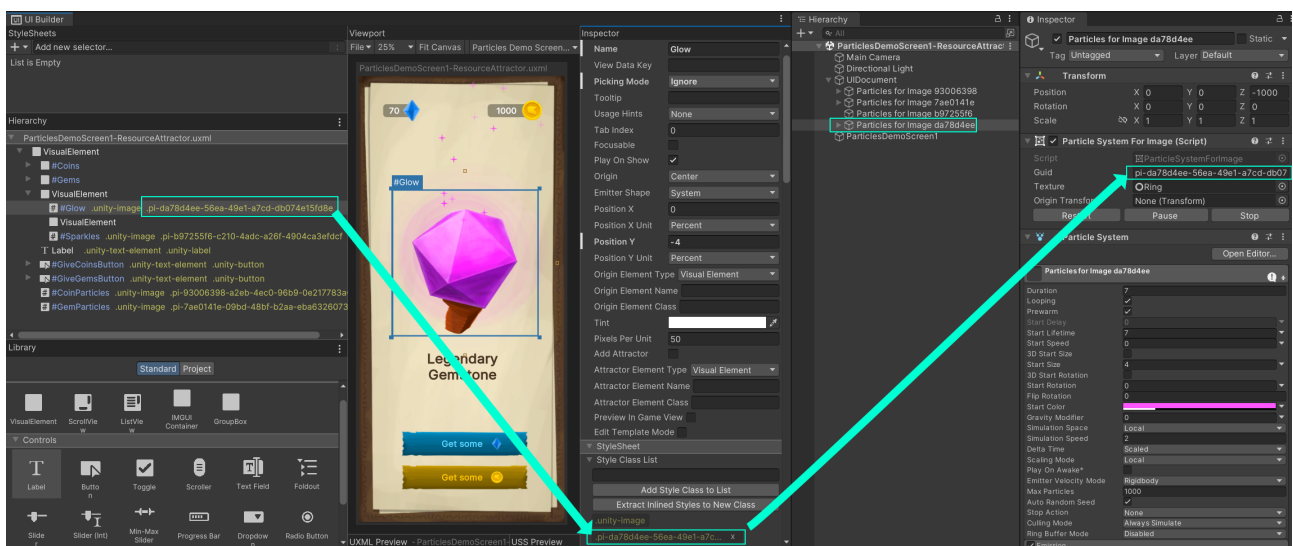 UI Builder
StyleSheets
Add new selector...
List is Empty
Hierarchy
ParticlesDemoScreen1-ResourceAttractor.uxml
VisualElement
#Coins
#Gems
VisualElement
#Glow .unity-image .pi-da78d4ee-56ea-49e1-a7cd-db074e15fd8e
VisualElement
#Sparkles .unity-image .pi-b97255f6-c210-4adc-a26f-4904ca3efdcf
T Label .unity-text-element .unity-label
#GiveCoinsButton .unity-text-element .unity-button
#GiveGemsButton .unity-text-element .unity-button
#CoinParticles .unity-image .pi-93006398-a2eb-4ec0-96b9-0e217783a
#GemParticles .unity-image .pi-7ae0141e-09bd-48bf-b2aa-eba6326073
Library
Standard Project
VisualElement ScrollView ListView IMGUI Container GroupBox
Controls
T
Label Button Toggle Scroller Text Field Foldout
Slider Slider (Int) Min-Max Slider Progress Bar Dropdown Radio Button
Viewport
File 25% Fit Canvas Particles Demo Screen...
ParticlesDemoScreen1-ResourceAttractor.uxml
70 1000
#Glow
Legendary
Gemstone
Get some
Get some
UXML Preview - ParticlesDemoScreen1- USS Preview
Inspector
Name Glow
View Data Key
Picking Mode Ignore
Tooltip
Usage Hints None
Tab Index 0
Focusable
Play On Show
Origin Center
Emitter Shape System
Position X 0
Position X Unit Percent
Position Y -4
Position Y Unit Percent
Origin Element Type Visual Element
Origin Element Name
Origin Element Class
Tint
Pixels Per Unit 50
Add Attractor
Attractor Element Type Visual Element
Attractor Element Name
Attractor Element Class
Preview In Game View
Edit Template Mode
StyleSheet
Style Class List
Add Style Class to List
Extract Inlined Styles to New Class
.unity-image
.pi-da78d4ee-56ea-49e1-a7c... x
Hierarchy
All
ParticlesDemoScreen1-ResourceAttrac
Main Camera
Directional Light
UIDocument
Particles for Image 93006398
Particles for Image 7ae0141e
Particles for Image b97255f6
Particles for Image da78d4ee
ParticlesDemoScreen1
Inspector
Particles for Image da78d4ee Static
Tag Untagged Layer Default
Transform
Position X 0 Y 0 Z -1000
Rotation X 0 Y 0 Z 0
Scale X 1 Y 1 Z 1
Particle System For Image (Script)
Script ParticleSystemForImage
Guid pi-da78d4ee-56ea-49e1-a7cd-db07
Texture Ring
Origin Transform None (Transform)
Restart Pause Stop
Particle System
Open Editor...
Particles for Image da78d4ee
Duration 7
Looping
Prewarm
Start Delay 0
Start Lifetime 7
Start Speed 0
3D Start Size
Start Size 4
3D Start Rotation
Start Rotation 0
Flip Rotation 0
Start Color
Gravity Modifier 0
Simulation Space Local
Simulation Speed 2
Delta Time Scaled
Scaling Mode Local
Play On Awake*
Emitter Velocity Mode Rigidbody
Max Particles 1000
Auto Random Seed
Stop Action None
Culling Mode Always Simulate
Ring Buffer Mode Disabled
Emission